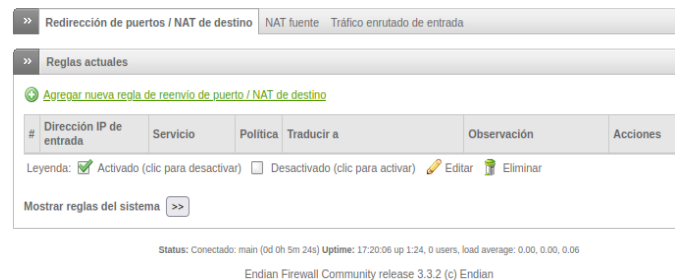 >> Redirección de puertos / NAT de destino NAT fuente Tráfico enrutado de entrada
>> Reglas actuales
Agregar nueva regla de reenvío de puerto / NAT de destino
# Dirección IP de entrada Servicio Política Traducir a Observación Acciones
Leyenda: Activado (clic para desactivar) Desactivado (clic para activar) Editar Eliminar
Mostrar reglas del sistema >>
Status: Conectado: main (0d 0h 5m 24s) Uptime: 17:20:06 up 1:24, 0 users, load average: 0.00, 0.00, 0.06
Endian Firewall Community release 3.3.2 (c) Endian